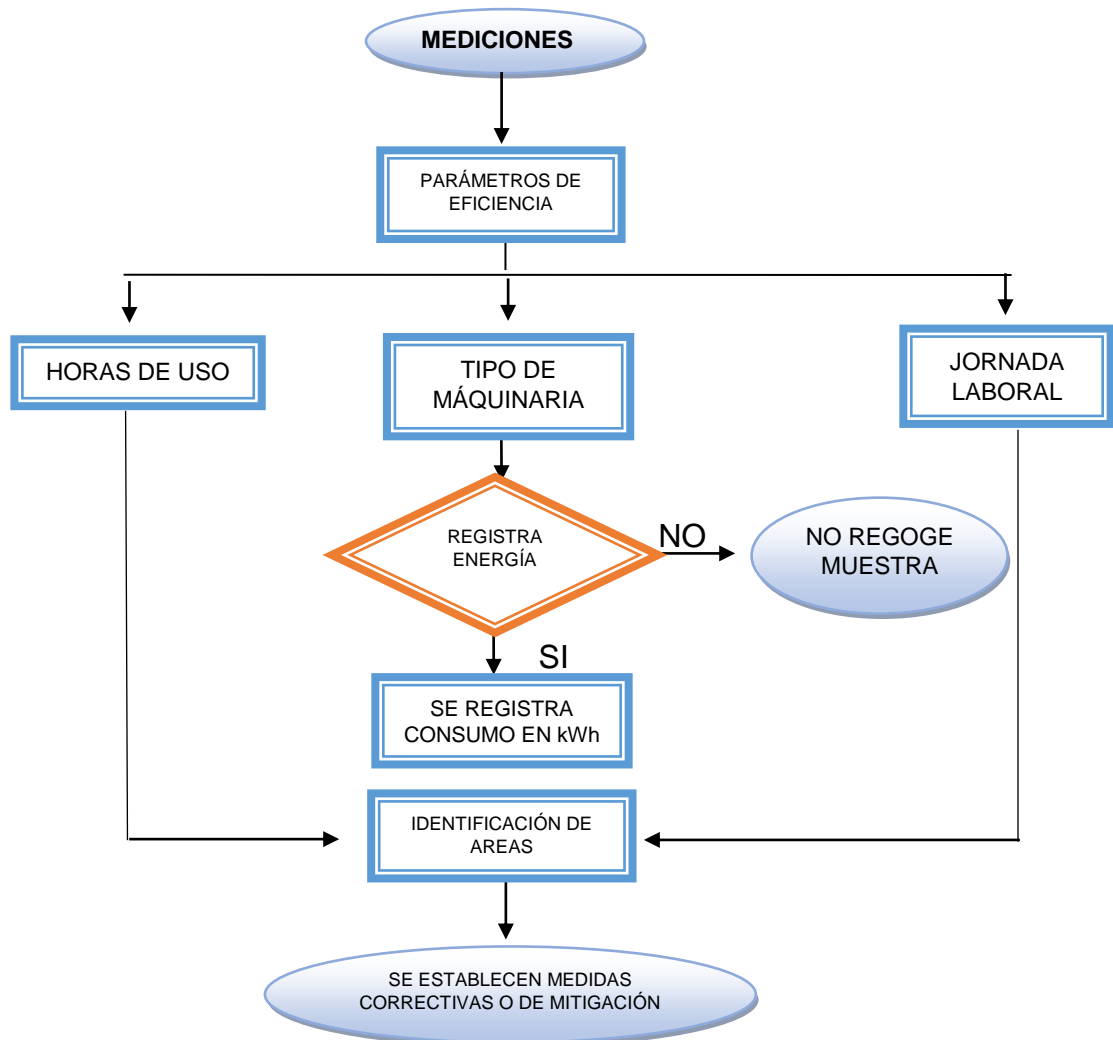 MEDICIONES
PARÁMETROS DE
EFICIENCIA
HORAS DE USO
TIPO DE
MÁQUINARIA
JORNADA
LABORAL
REGISTRA
ENERGÍA
NO
NO REGOGE
MUESTRA
SI
SE REGISTRA
CONSUMO EN kWh
IDENTIFICACIÓN DE
AREAS
SE ESTABLECEN MEDIDAS
CORRECTIVAS O DE MITIGACIÓN